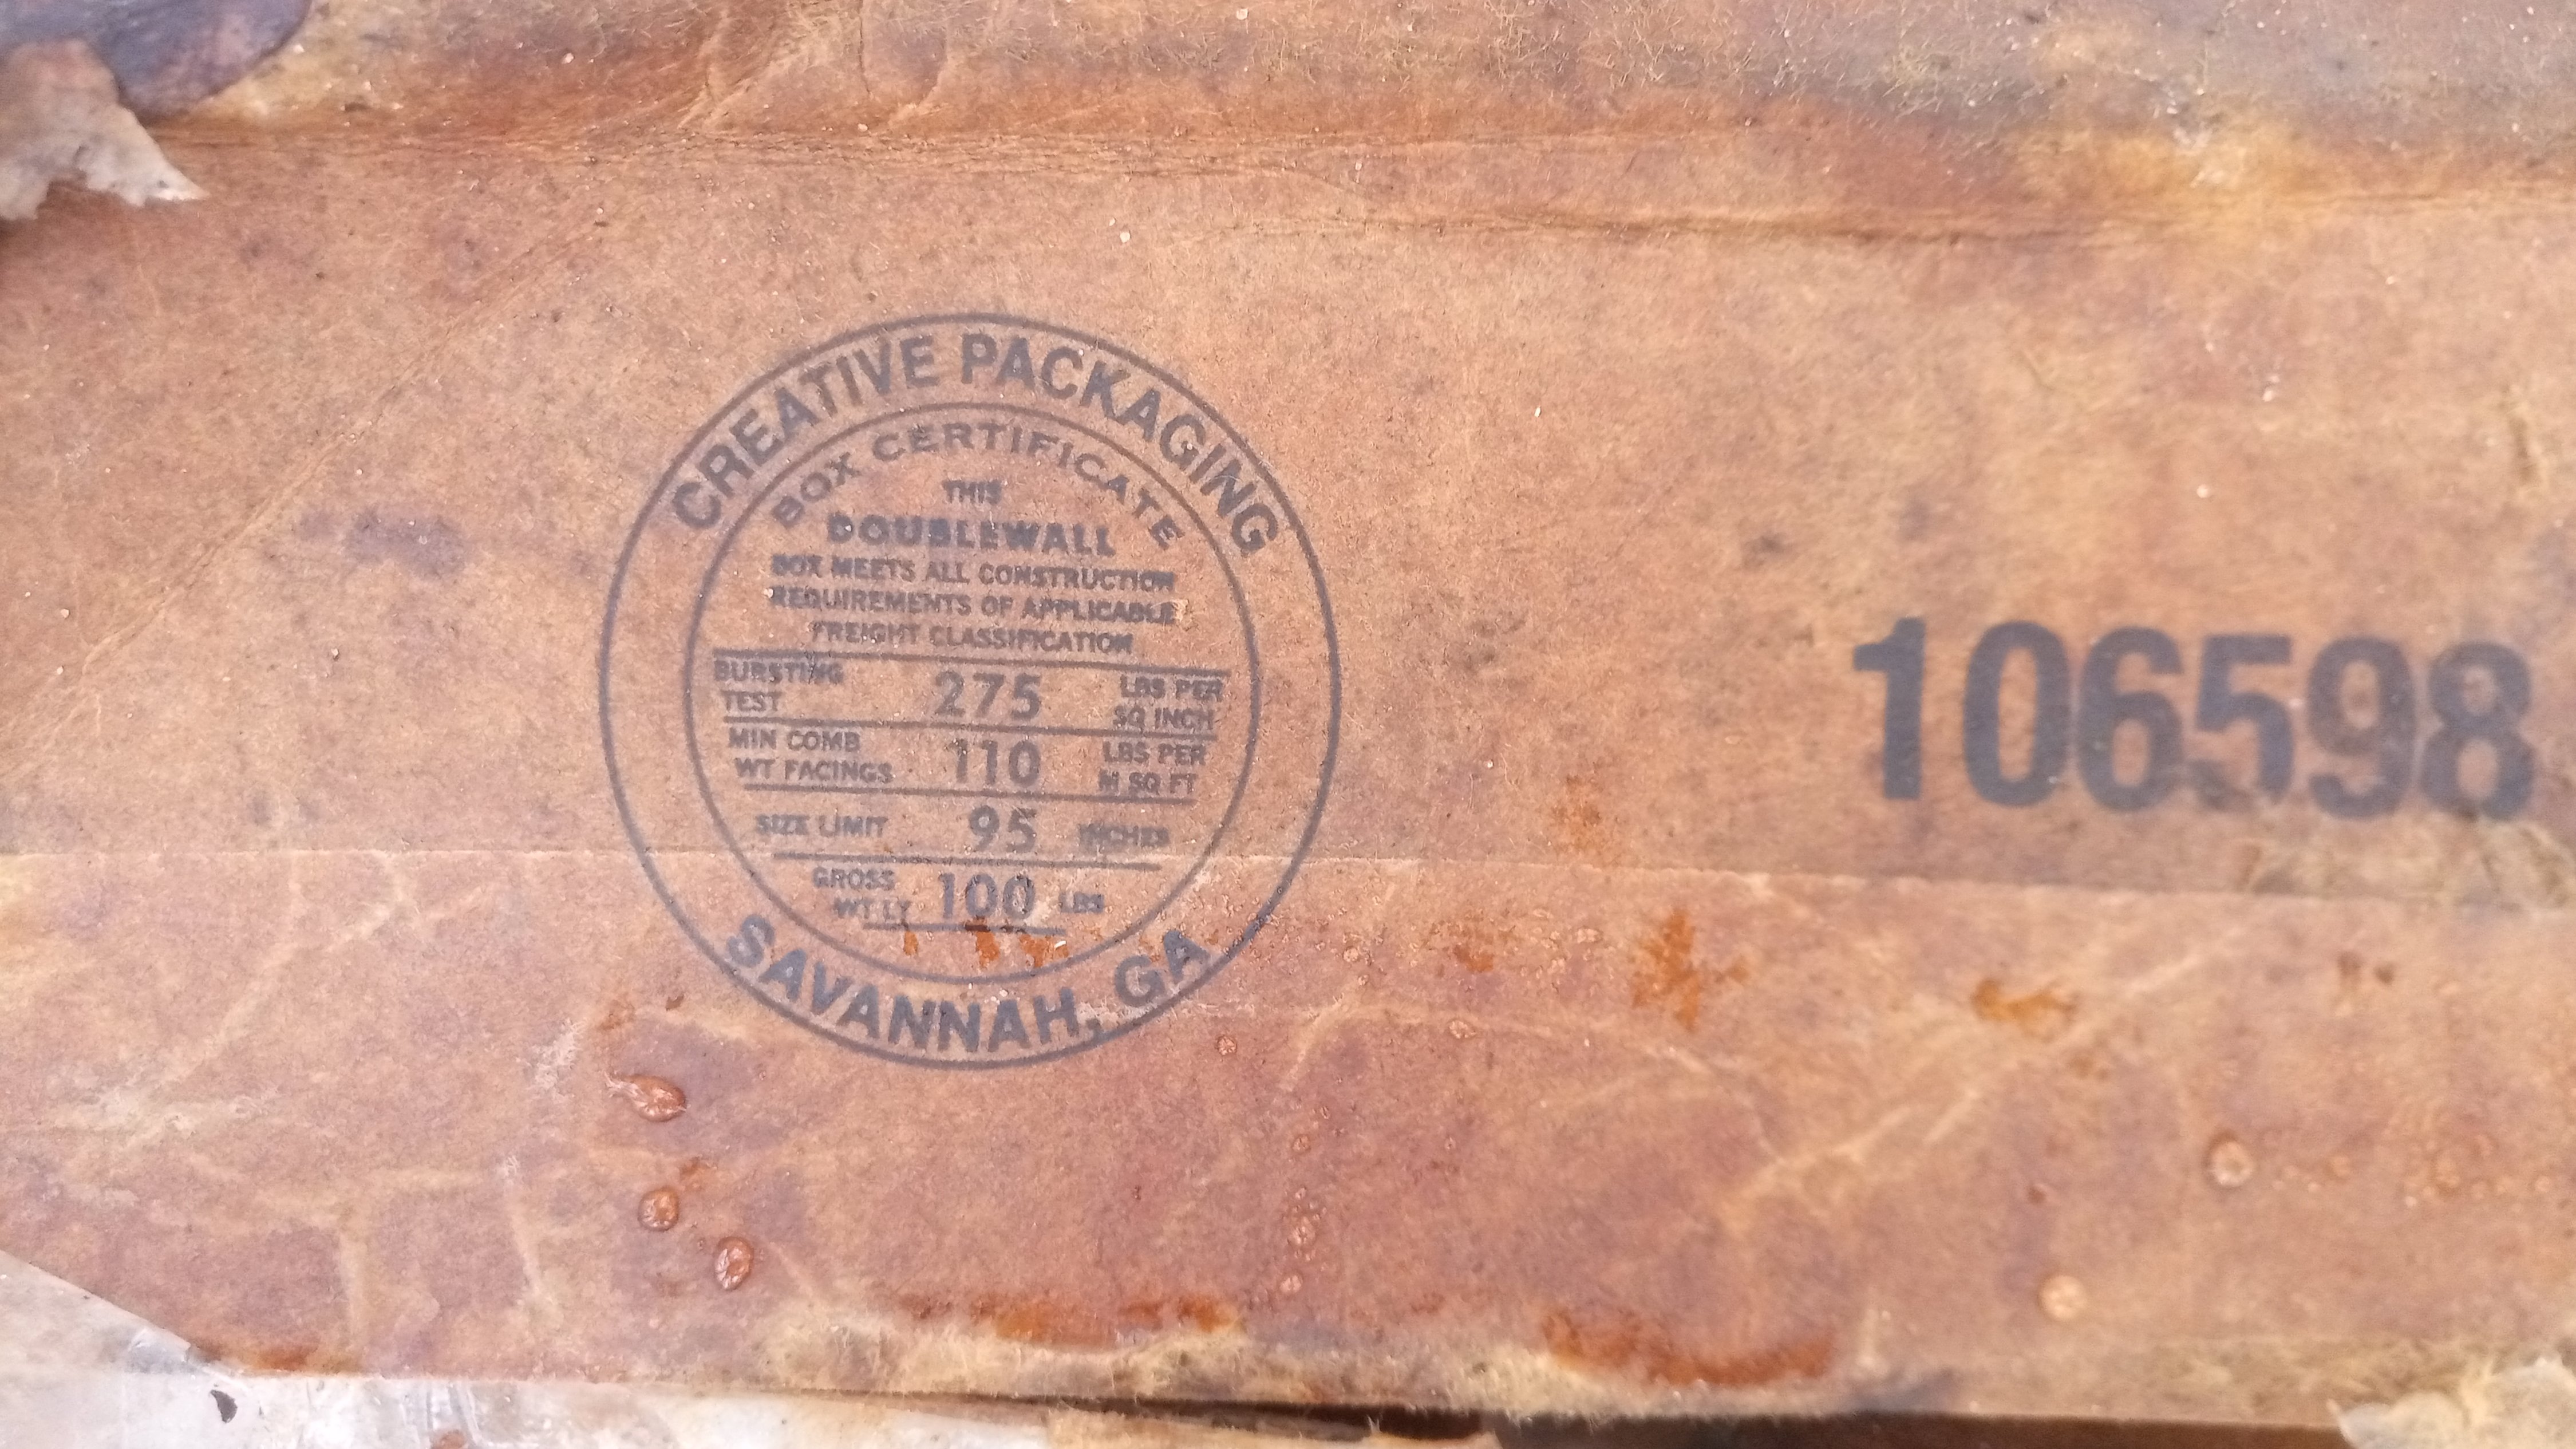 CREATIVE PACKAGING
BOX CERTIFICATE
THIS
DOUBLEWALL
BOX MEETS ALL CONSTRUCTION
REQUIREMENTS OF APPLICABLE
FREIGHT CLASSIFICATION
BURSTING
TEST
275
LBS PER
SQ INCH
MIN COMB
WT FACINGS
110
LBS PER
M SQ FT
SIZE LIMIT 95 INCHES
GROSS
WT LT
100 LBS
SAVANNAH, GA
106598